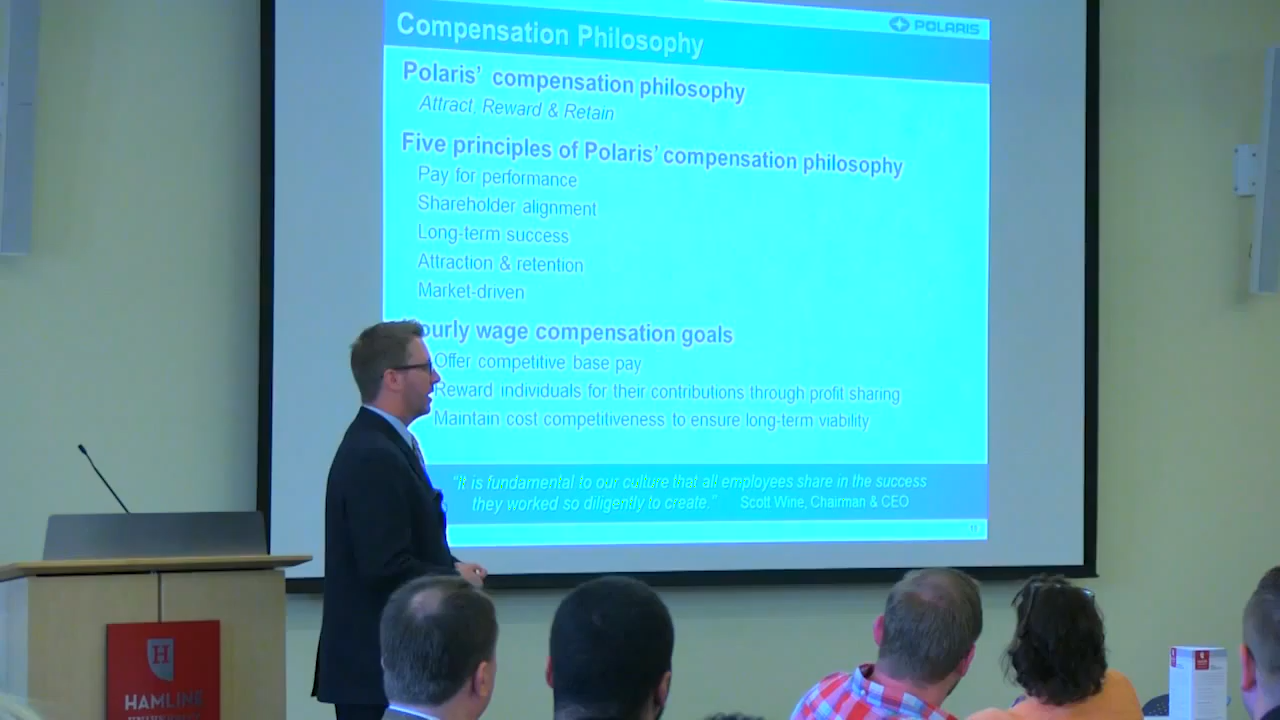 Compensation Philosophy
POLARIS
Polaris' compensation philosophy
Attract, Reward & Retain
Five principles of Polaris' compensation philosophy
Pay for performance
Shareholder alignment
Long-term success
Attraction & retention
Market-driven
ourly wage compensation goals
Offer competitive base pay
Reward individuals for their contributions through profit sharing
Maintain cost competitiveness to ensure long-term viability
"It is fundamental to our culture that all employees share in the success
they worked so diligently to create." Scott Wine, Chairman & CEO
H
HAMLINE
UNIVERSITY